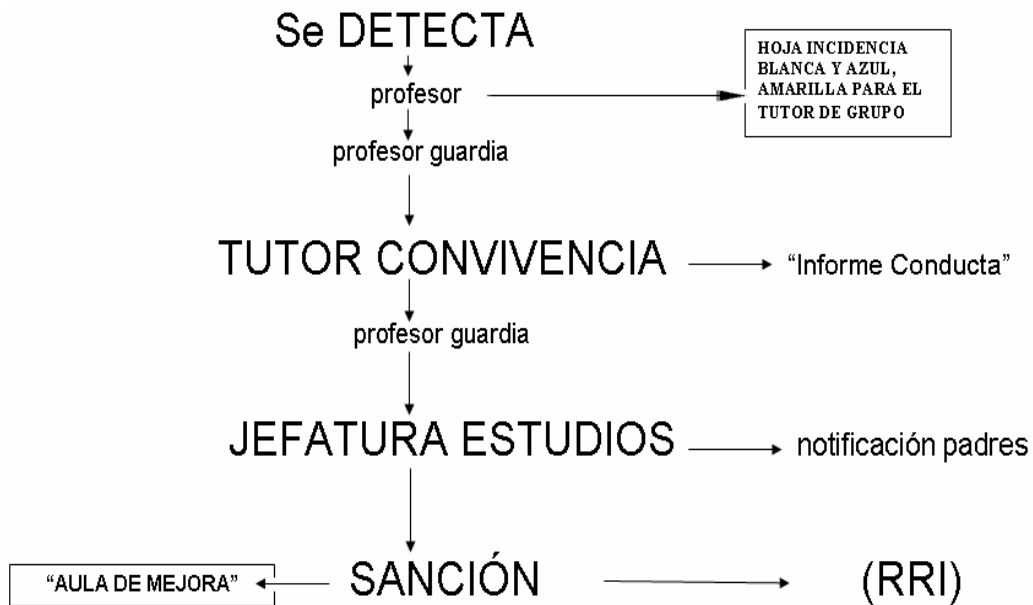 Se DETECTA
HOJA INCIDENCIA
BLANCA Y AZUL,
AMARILLA PARA EL
TUTOR DE GRUPO
profesor
profesor guardia
TUTOR CONVIVENCIA
“Informe Conducta”
profesor guardia
JEFATURA ESTUDIOS
notificación padres
“AULA DE MEJORA”
SANCIÓN
(RRI)